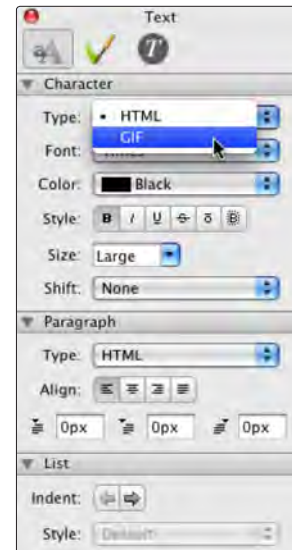 Text
Character
Type: • HTML
GIF
Font:
Color: Black
Style: B I U S
Size: Large
Shift: None
Paragraph
Type: HTML
Align:
0px 0px 0px
List
Indent:
Style: Default